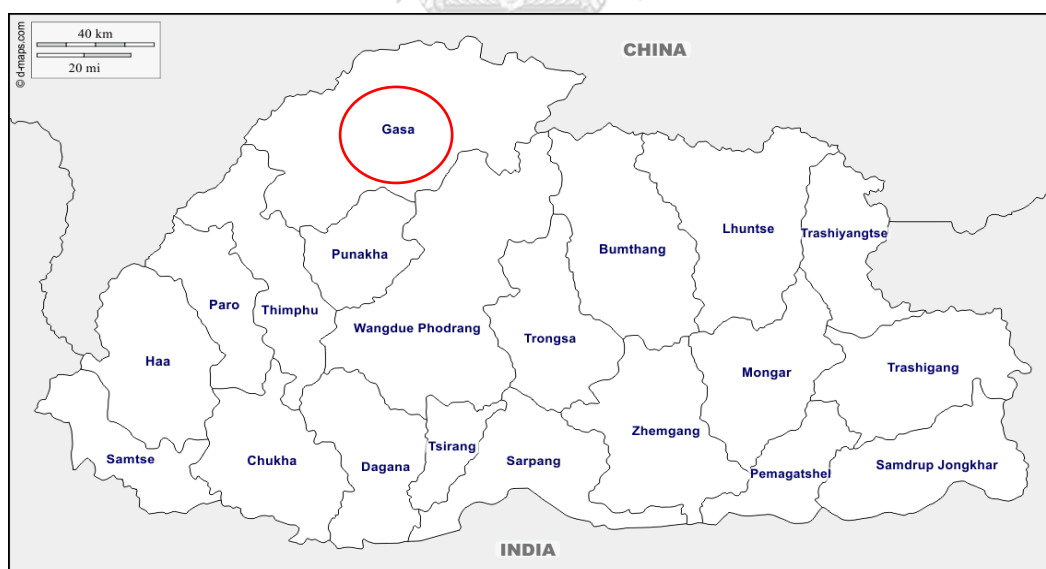 40 km
20 mi
© d-maps.com
CHINA
Gasa
Punakha
Lhuntse
Trashiyangtse
Bumthang
Paro
Thimphu
Wangdue Phodrang
Trongsa
Haa
Mongar
Trashigang
Zhemgang
Tsirang
Samtse
Chukha
Dagana
Sarpang
Pemagatshel
Samdrup Jongkhar
INDIA